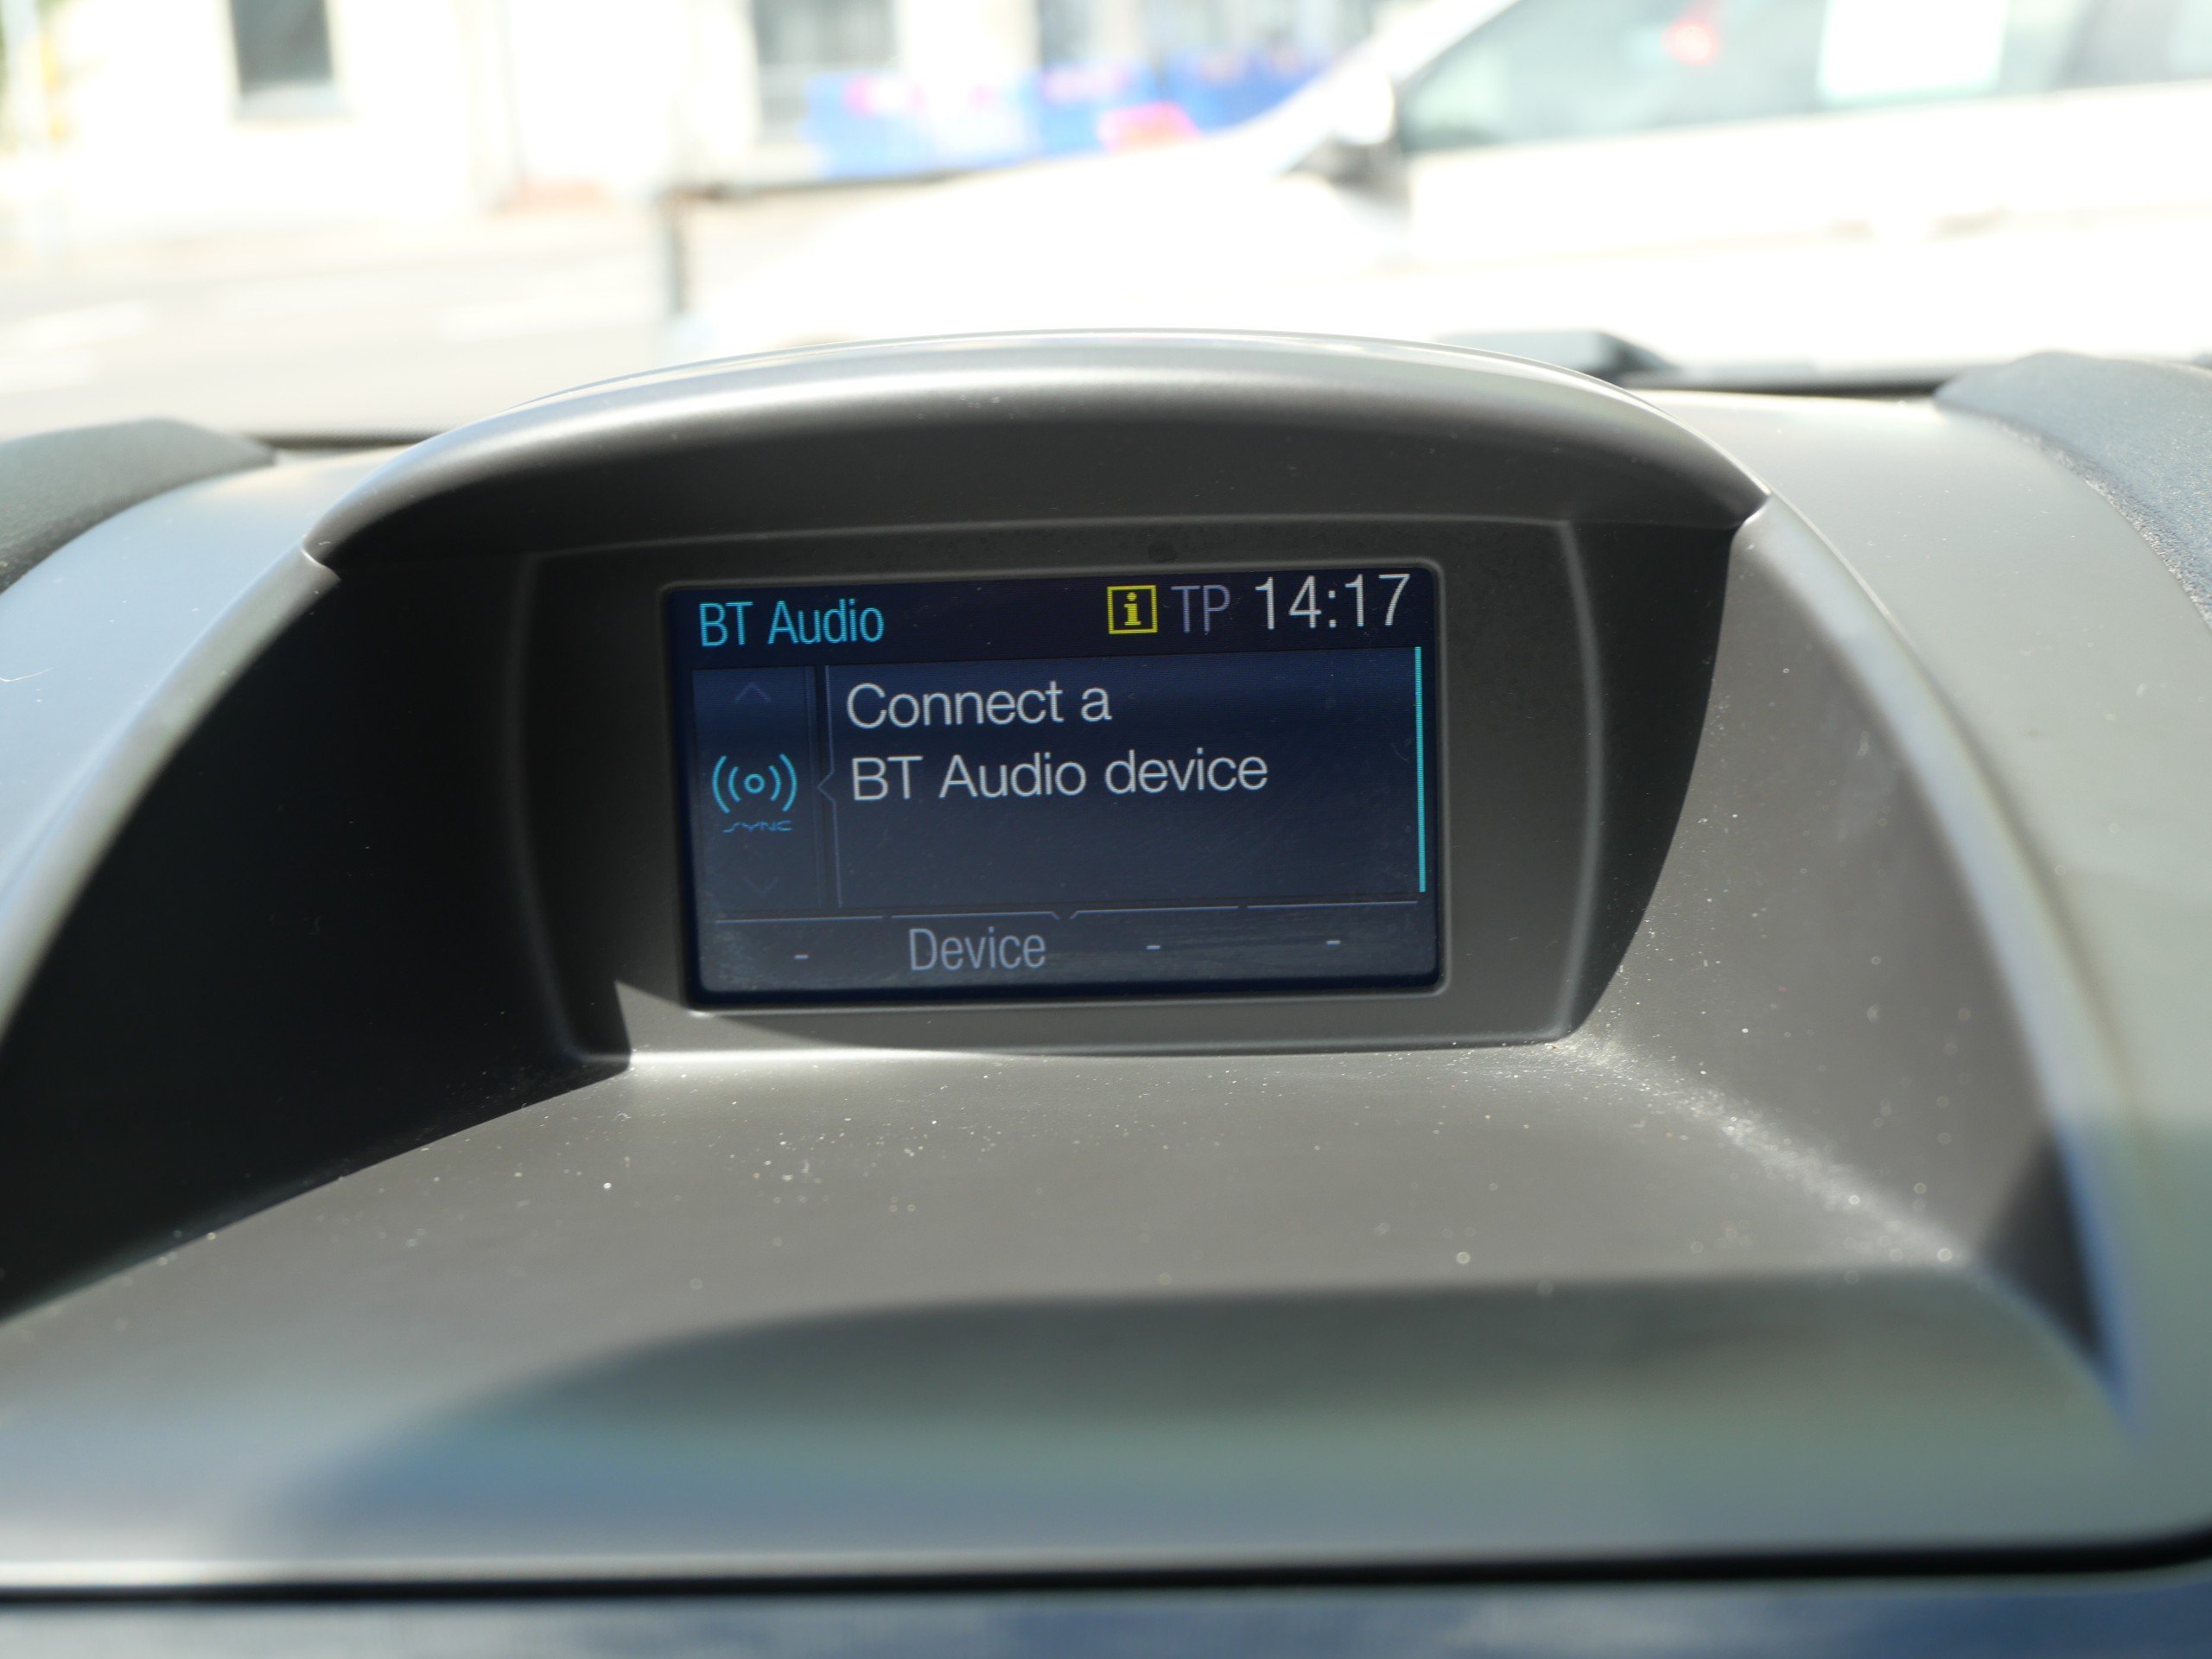 BT Audio i TP 14:17
Connect a
BT Audio device
SYNC
- Device - -